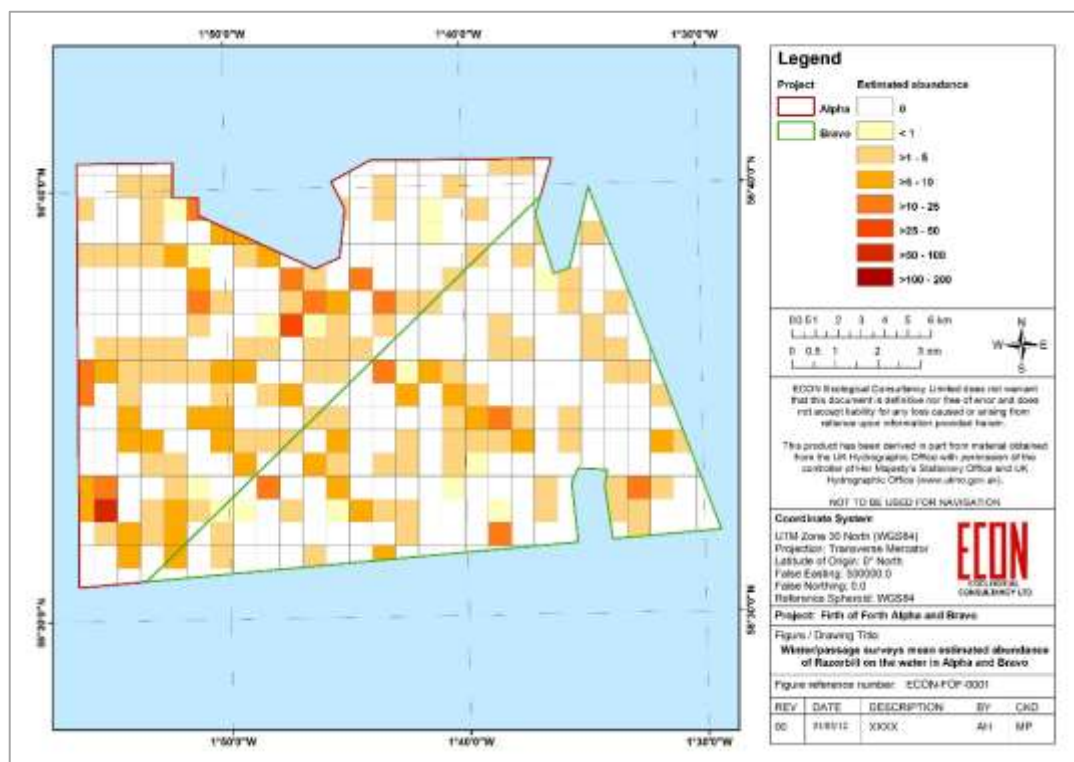 1°50'0"W 1°40'0"W 1°30'0"W
56°40'0"N
56°40'0"N
56°30'0"N
56°30'0"N
1°50'0"W 1°40'0"W 1°30'0"W
Legend
Project Estimated abundance
Alpha 0
Bravo < 1
>1 - 5
>5 - 10
>10 - 25
>25 - 50
>50 - 100
>100 - 200
0 0.5 1 2 3 4 5 6 km
0 0.5 1 2 3 nm
N
W E
S
ECON Ecological Consultancy Limited does not warrant
that this document is definitive nor free of error and does
not accept liability for any loss caused or arising from
reliance upon information provided herein.
This product has been derived in part from material obtained
from the UK Hydrographic Office with permission of the
controller of Her Majesty's Stationery Office and UK
Hydrographic Office (www.ukho.gov.uk).
NOT TO BE USED FOR NAVIGATION
Coordinate System
UTM Zone 30 North (WGS84)
Projection: Transverse Mercator
Latitude of Origin: 0° North
False Easting: 500000.0
False Northing: 0.0
Reference Spheroid: WGS84
ECON
ECOLOGICAL
CONSULTANCY LTD
Project: Firth of Forth Alpha and Bravo
Figure / Drawing Title
Winter/passage surveys mean estimated abundance
of Razorbill on the water in Alpha and Bravo
Figure reference number: ECON-FOF-0001
REV DATE DESCRIPTION BY CKD
00 XXXX AH MP